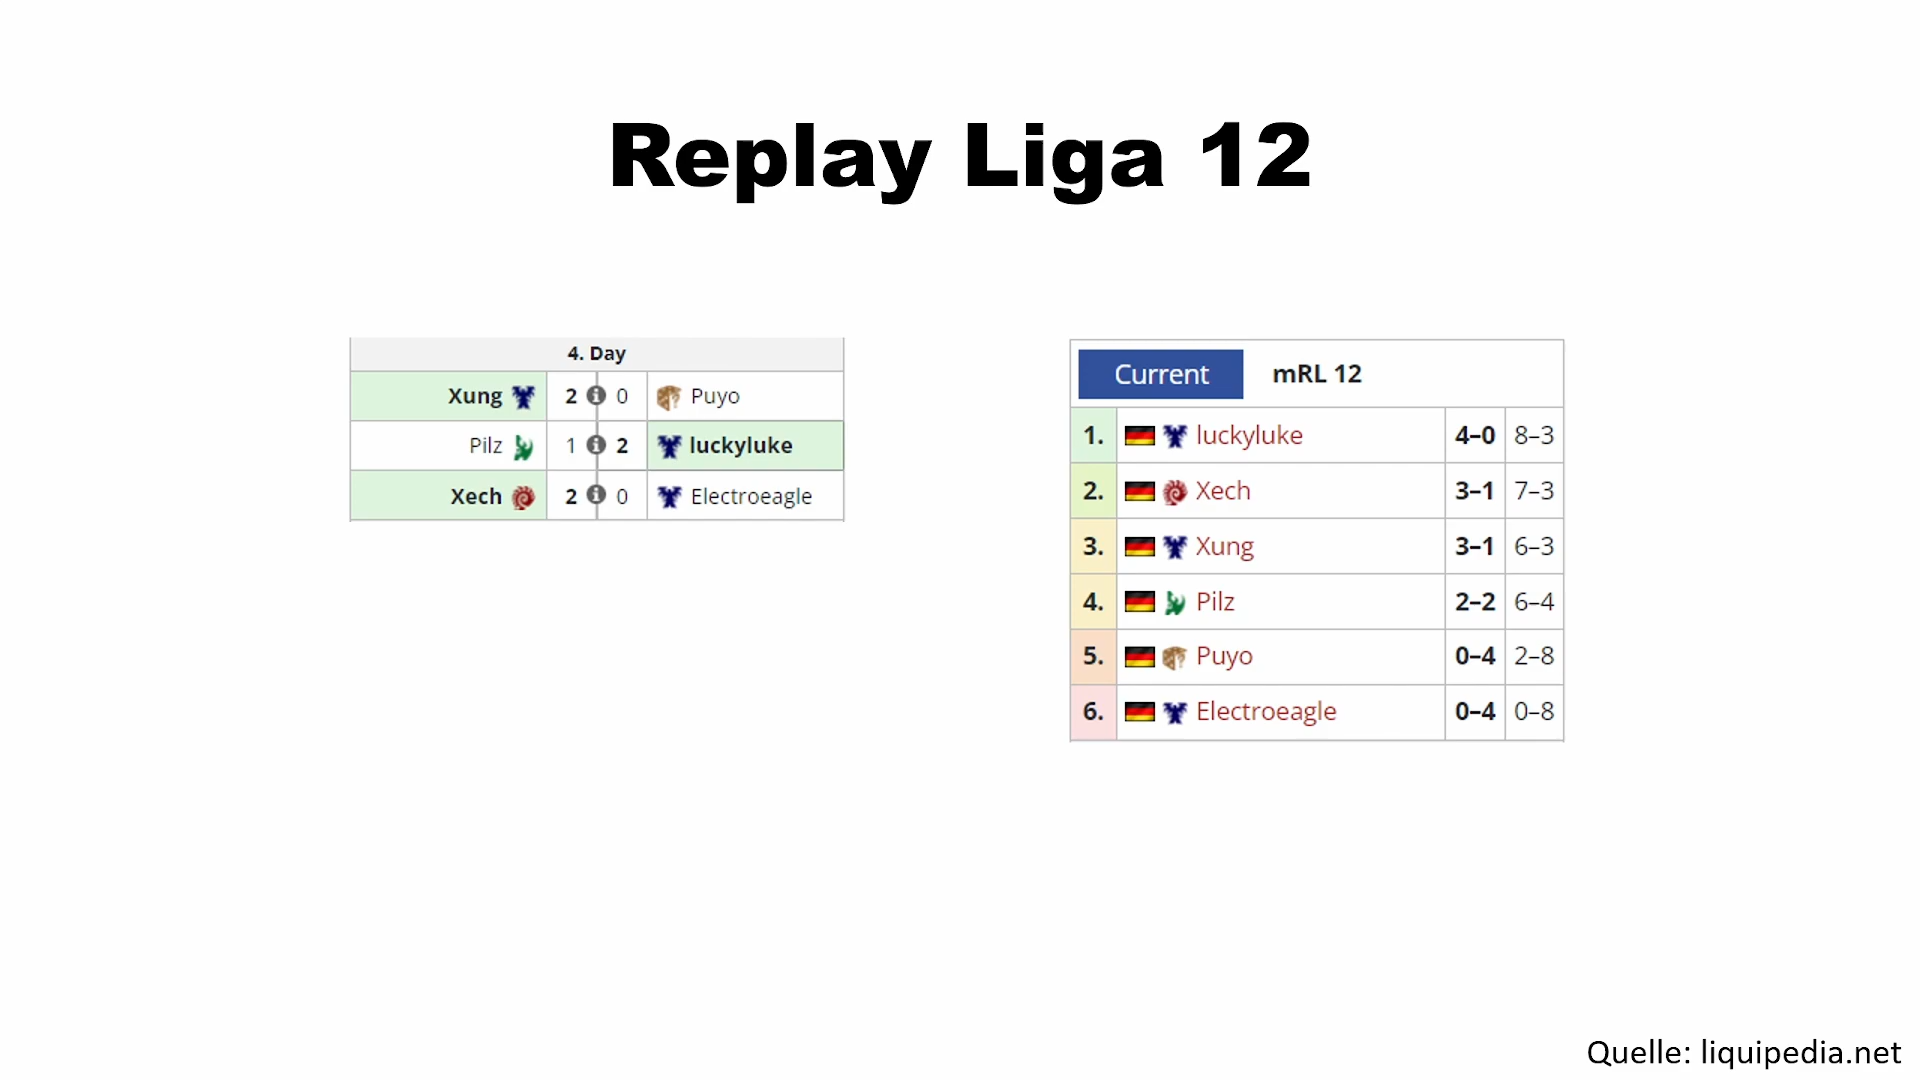 Replay Liga 12
4. Day
Xung 2 0 Puyo
Pilz 1 2 luckyluke
Xech 2 0 Electroeagle
Current mRL 12
1. luckyluke 4–0 8–3
2. Xech 3–1 7–3
3. Xung 3–1 6–3
4. Pilz 2–2 6–4
5. Puyo 0–4 2–8
6. Electroeagle 0–4 0–8
Quelle: liquipedia.net